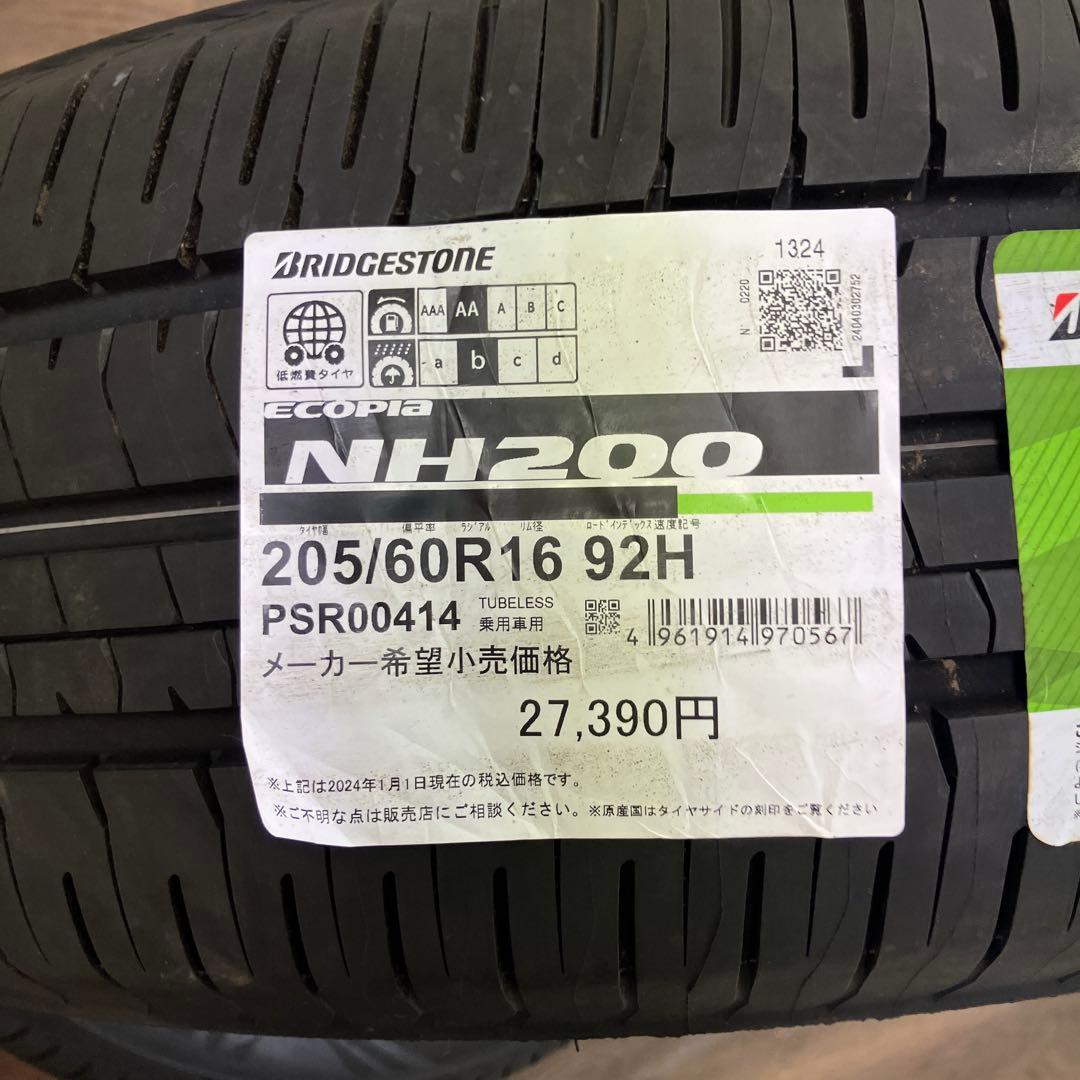 BRIDGESTONE
1324
N' 0220
24040302752
低燃費タイヤ
AAA AA A B C
a b c d
ECOPIA
NH200
タイヤ幅 偏平率 ラジアル リム径 ロードインデックス 速度記号
205/60R16 92H
PSR00414 TUBELESS
乗用車用
4 961914 970567
メーカー希望小売価格
27,390円
※上記は2024年1月1日現在の税込価格です。
※ご不明な点は販売店にご相談ください。 ※原産国はタイヤサイドの刻印をご覧ください